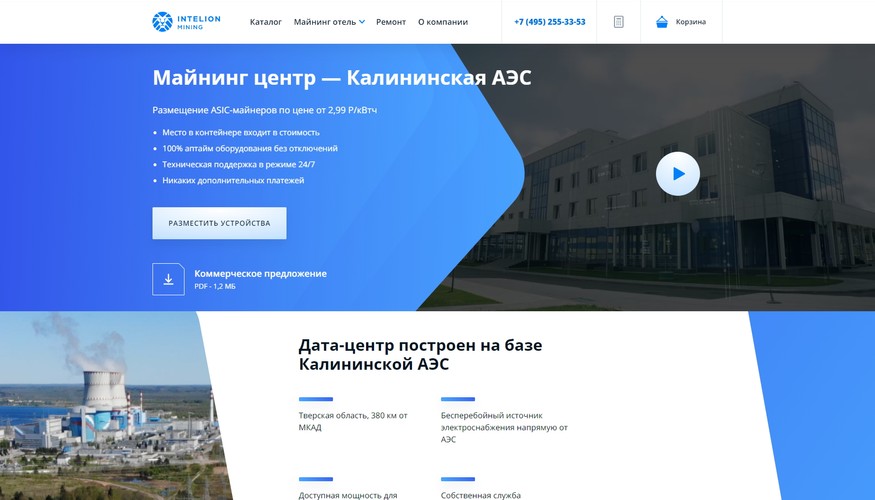 INTELION
MINING
Каталог
Майнинг отель
Ремонт
О компании
+7 (495) 255-33-53
Корзина
Майнинг центр — Калининская АЭС
Размещение ASIC-майнеров по цене от 2,99 Р/кВтч
Место в контейнере входит в стоимость
100% аптайм оборудования без отключений
Техническая поддержка в режиме 24/7
Никаких дополнительных платежей
РАЗМЕСТИТЬ УСТРОЙСТВА
Коммерческое предложение
PDF - 1,2 МБ
Дата-центр построен на базе
Калининской АЭС
Тверская область, 380 км от
МКАД
Бесперебойный источник
электроснабжения напрямую от
АЭС
Доступная мощность для
Собственная служба